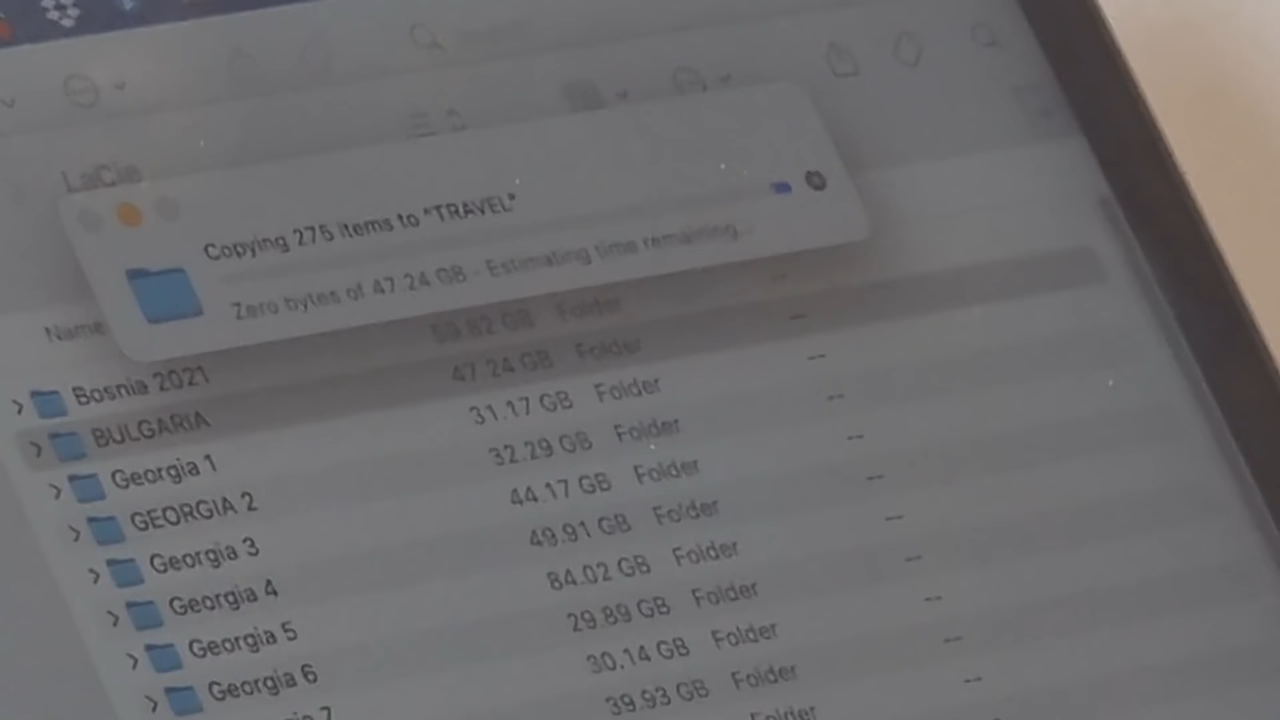 LaCie
Copying 275 items to "TRAVEL"
Zero bytes of 47.24 GB - Estimating time remaining...
Name
Bosnia 2021 59.82 GB Folder --
BULGARIA 47.24 GB Folder --
Georgia 1 31.17 GB Folder --
GEORGIA 2 32.29 GB Folder --
Georgia 3 44.17 GB Folder --
Georgia 4 49.91 GB Folder --
Georgia 5 84.02 GB Folder --
Georgia 6 29.89 GB Folder --
7 30.14 GB Folder --
39.93 GB Folder --
Folder --